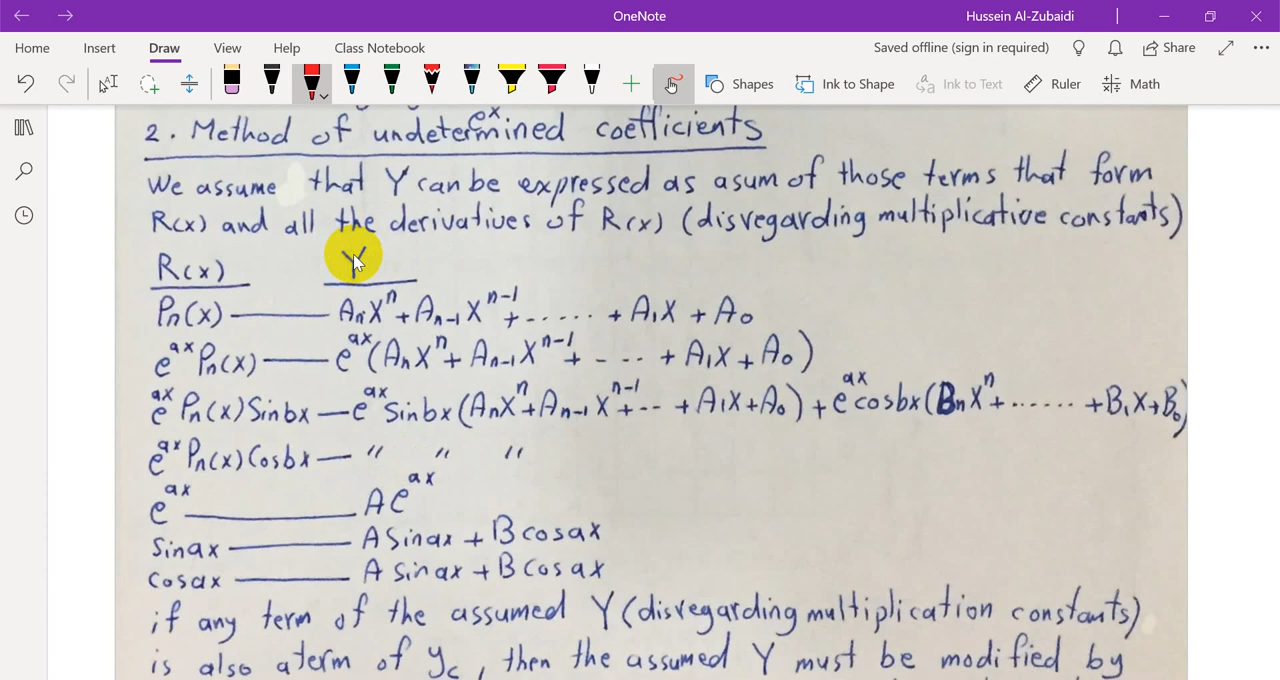 OneNote
Hussein Al-Zubaidi
Home Insert Draw View Help Class Notebook
Saved offline (sign in required) Share
Shapes Ink to Shape Ink to Text Ruler Math
ex
2. Method of undetermined coefficients
We assume that Y can be expressed as a sum of those terms that form
R(x) and all the derivatives of R(x) (disregarding multiplicative constants)
R(x) Y
Pn(x) — AnX^n + An-1 X^n-1 + ...... + A1X + A0
e^ax Pn(x) — e^ax (AnX^n + An-1 X^n-1 + - ... + A1X + A0)
e^ax Pn(x) Sinbx — e^ax sinbx (AnX^n + An-1 X^n-1 + -- + A1X + A0) + e^ax cosbx (BnX^n + ...... + B1X + B0)
e^ax Pn(x) Cosbx — " " "
e^ax — Ae^ax
Sinax — A Sinax + B cosax
Cosax — A sinax + B cosax
if any term of the assumed Y (disregarding multiplication constants)
is also a term of yc, then the assumed Y must be modified by